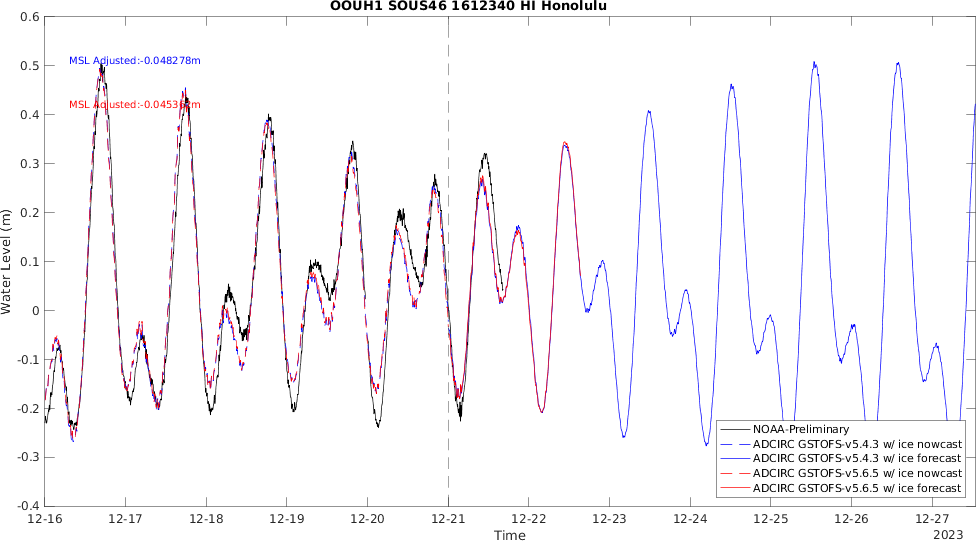 OOUH1 SOUS46 1612340 HI Honolulu
0.6
0.5
0.4
0.3
0.2
0.1
0
-0.1
-0.2
-0.3
-0.4
Water Level (m)
MSL Adjusted:-0.048278m
MSL Adjusted:-0.0453 m
NOAA-Preliminary
ADCIRC GSTOFS-v5.4.3 w/ ice nowcast
ADCIRC GSTOFS-v5.4.3 w/ ice forecast
ADCIRC GSTOFS-v5.6.5 w/ ice nowcast
ADCIRC GSTOFS-v5.6.5 w/ ice forecast
12-16 12-17 12-18 12-19 12-20 12-21 12-22 12-23 12-24 12-25 12-26 12-27
Time
2023